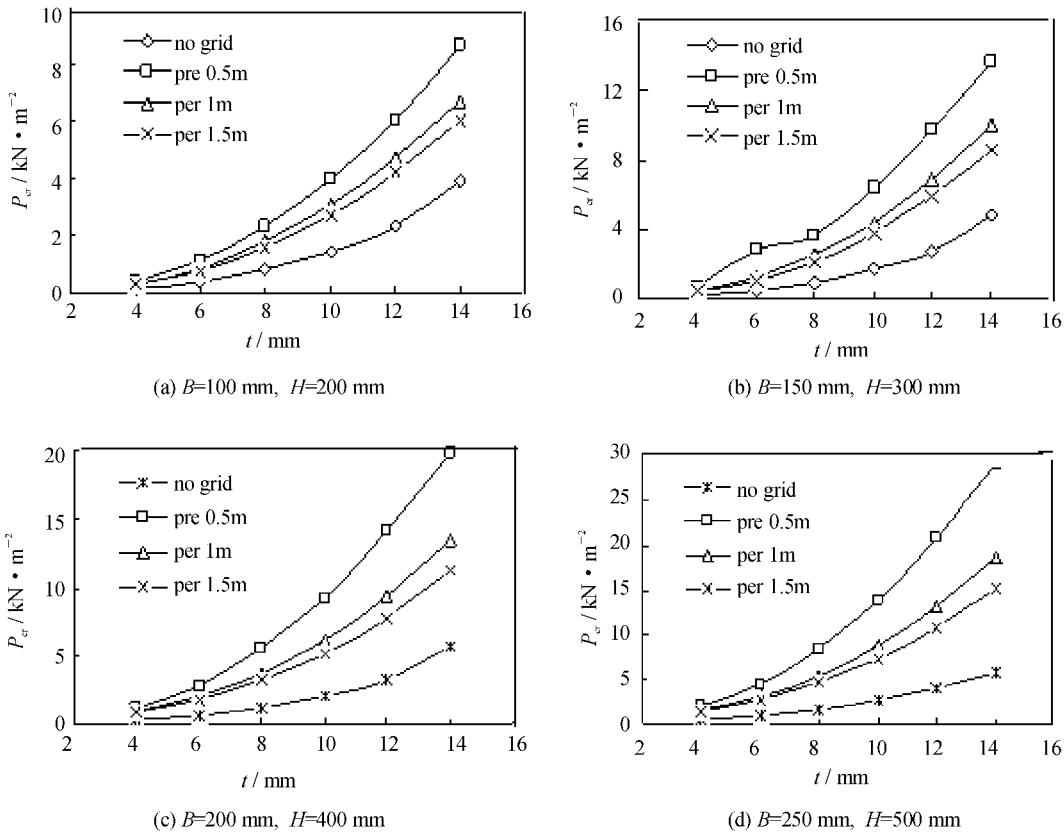 10
8
6
4
2
0
P_cr / kN • m⁻²
no grid
pre 0.5m
per 1m
per 1.5m
2 4 6 8 10 12 14 16
t / mm
(a) B=100 mm, H=200 mm
16
12
8
4
0
P_cr / kN • m⁻²
no grid
pre 0.5m
per 1m
per 1.5m
2 4 6 8 10 12 14 16
t / mm
(b) B=150 mm, H=300 mm
20
15
10
5
0
P_cr / kN • m⁻²
no grid
pre 0.5m
per 1m
per 1.5m
2 4 6 8 10 12 14 16
t / mm
(c) B=200 mm, H=400 mm
30
25
20
15
10
5
0
P_cr / kN • m⁻²
no grid
pre 0.5m
per 1m
per 1.5m
2 4 6 8 10 12 14 16
t / mm
(d) B=250 mm, H=500 mm